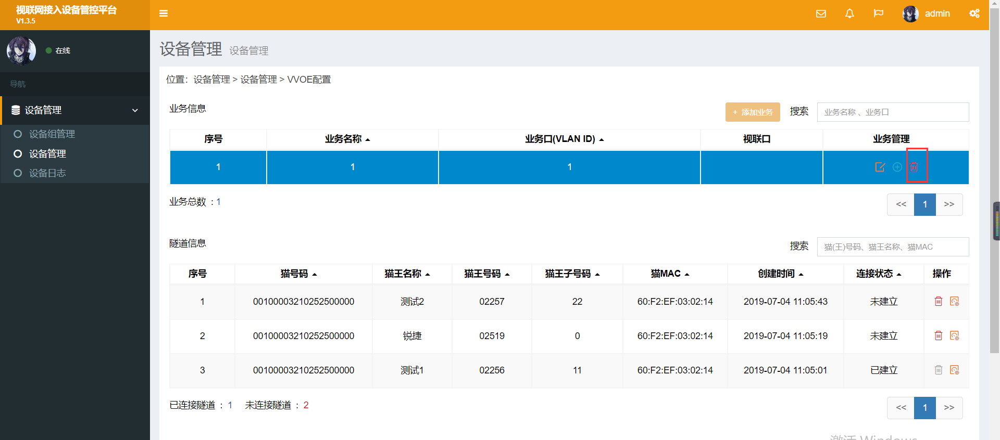 视联网接入设备管控平台
V1.3.5
admin
在线
导航
设备管理
设备组管理
设备管理
设备日志
设备管理 设备管理
位置：设备管理 > 设备管理 > VVOE配置
业务信息 + 添加业务 搜索 业务名称 、业务口
序号 业务名称 业务口(VLAN ID) 视联口 业务管理
1 1 1
业务总数 : 1 << 1 >>
隧道信息 搜索 猫(王)号码、猫王名称、猫MAC
序号 猫号码 猫王名称 猫王号码 猫王子号码 猫MAC 创建时间 连接状态 操作
1 00100003210252500000 测试2 02257 22 60:F2:EF:03:02:14 2019-07-04 11:05:43 未建立
2 00100003210252500000 锐捷 02519 0 60:F2:EF:03:02:14 2019-07-04 11:05:19 未建立
3 00100003210252500000 测试1 02256 11 60:F2:EF:03:02:14 2019-07-04 11:05:01 已建立
已连接隧道 : 1 未连接隧道 : 2 << 1 >>
激活 Windows